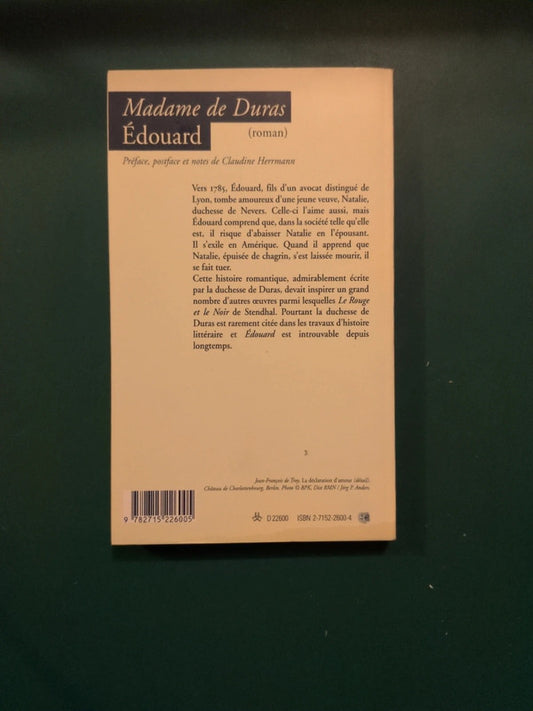 Madame de Duras
Édouard (roman)
Préface, postface et notes de Claudine Herrmann
Vers 1785, Édouard, fils d'un avocat distingué de
Lyon, tombe amoureux d'une jeune veuve, Natalie,
duchesse de Nevers. Celle-ci l'aime aussi, mais
Édouard comprend que, dans la société telle qu'elle
est, il risque d'abaisser Natalie en l'épousant.
Il s'exile en Amérique. Quand il apprend que
Natalie, épuisée de chagrin, s'est laissée mourir, il
se fait tuer.
Cette histoire romantique, admirablement écrite
par la duchesse de Duras, devait inspirer un grand
nombre d'autres œuvres parmi lesquelles Le Rouge
et le Noir de Stendhal. Pourtant la duchesse de
Duras est rarement citée dans les travaux d'histoire
littéraire et Édouard est introuvable depuis
longtemps.
3
Jean-François de Troy, La déclaration d'amour (détail).
Château de Charlottenbourg, Berlin. Photo © BPK, Dist RMN / Jörg P. Anders.
9 782715 226005
D 22600 ISBN 2-7152-2600-4